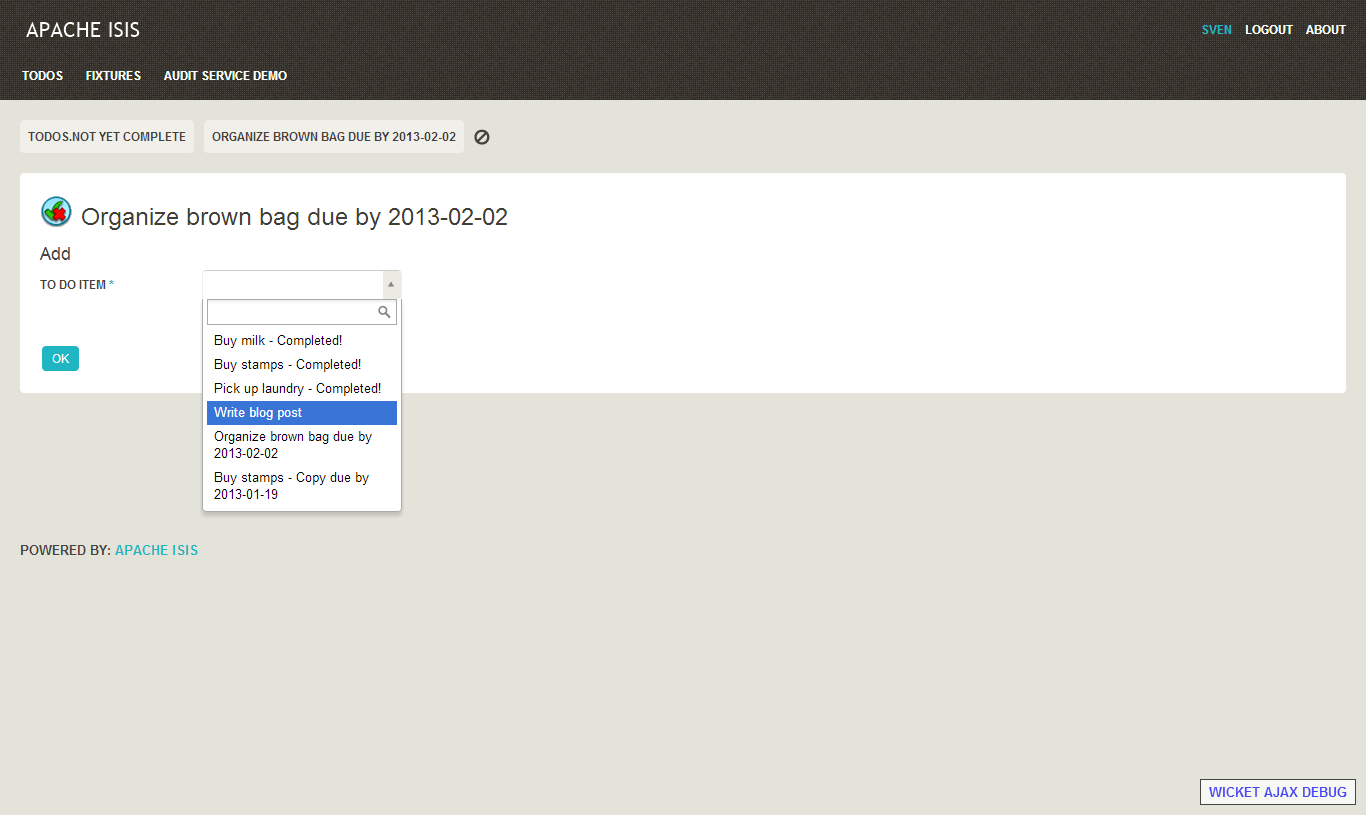 APACHE ISIS
SVEN LOGOUT ABOUT
TODOS FIXTURES AUDIT SERVICE DEMO
TODOS.NOT YET COMPLETE ORGANIZE BROWN BAG DUE BY 2013-02-02
Organize brown bag due by 2013-02-02
Add
TO DO ITEM *
Buy milk - Completed!
Buy stamps - Completed!
OK
Pick up laundry - Completed!
Write blog post
Organize brown bag due by
2013-02-02
Buy stamps - Copy due by
2013-01-19
POWERED BY: APACHE ISIS
WICKET AJAX DEBUG